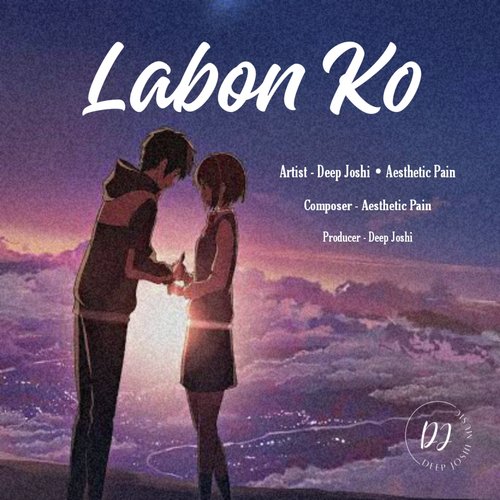 Labon Ko
Artist - Deep Joshi • Aesthetic Pain
Composer - Aesthetic Pain
Producer - Deep Joshi
DJ
DEEP JOSHI MUSIC